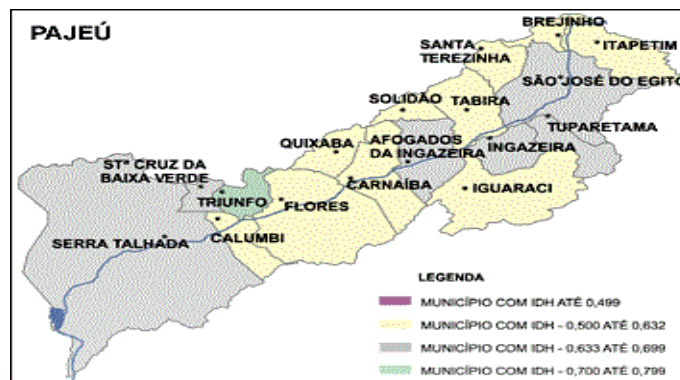 PAJEÚ
BREJINHO
ITAPETIM
SANTA
TEREZINHA
SÃO JOSÉ DO EGITO
SOLIDÃO
TABIRA
TUPARETAMA
QUIXABA
AFOGADOS
DA INGAZEIRA
INGAZEIRA
STª CRUZ DA
BAIXA VERDE
CARNAÍBA
IGUARACI
TRIUNFO
FLORES
SERRA TALHADA
CALUMBI
LEGENDA
MUNICÍPIO COM IDH ATÉ 0,499
MUNICÍPIO COM IDH - 0,500 ATÉ 0,632
MUNICÍPIO COM IDH - 0,633 ATÉ 0,699
MUNICÍPIO COM IDH - 0,700 ATÉ 0,799